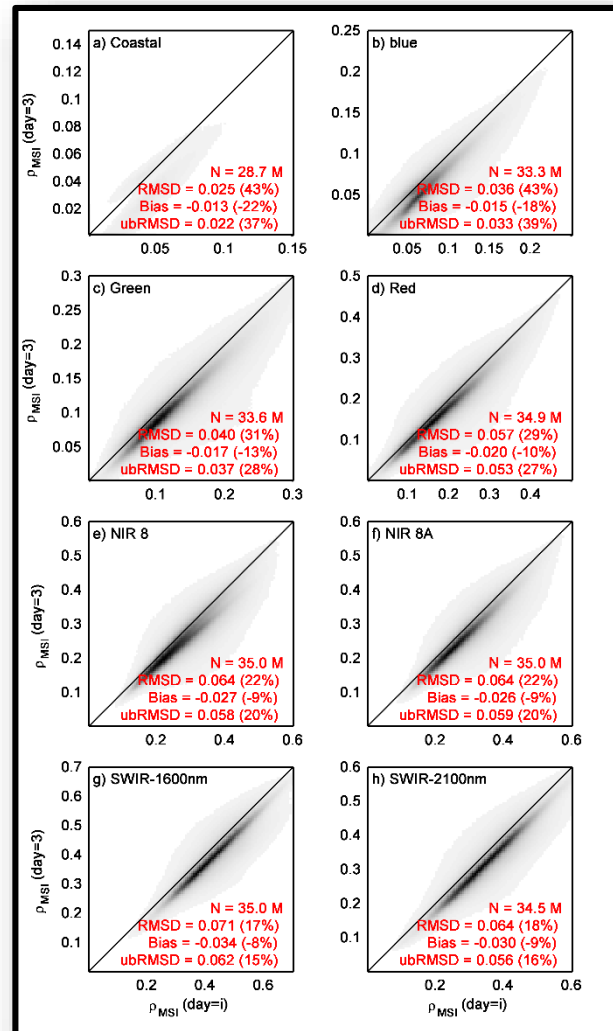 a) Coastal
0.14
0.12
0.1
0.08
0.06
0.04
0.02
ρMSI (day=3)
N = 28.7 M
RMSD = 0.025 (43%)
Bias = -0.013 (-22%)
ubRMSD = 0.022 (37%)
0.05 0.1 0.15
b) blue
0.25
0.2
0.15
0.1
0.05
N = 33.3 M
RMSD = 0.036 (43%)
Bias = -0.015 (-18%)
ubRMSD = 0.033 (39%)
0.05 0.1 0.15 0.2
c) Green
0.3
0.25
0.2
0.15
0.1
0.05
ρMSI (day=3)
N = 33.6 M
RMSD = 0.040 (31%)
Bias = -0.017 (-13%)
ubRMSD = 0.037 (28%)
0.1 0.2 0.3
d) Red
0.5
0.4
0.3
0.2
0.1
N = 34.9 M
RMSD = 0.057 (29%)
Bias = -0.020 (-10%)
ubRMSD = 0.053 (27%)
0.1 0.2 0.3 0.4
e) NIR 8
0.6
0.5
0.4
0.3
0.2
0.1
ρMSI (day=3)
N = 35.0 M
RMSD = 0.064 (22%)
Bias = -0.027 (-9%)
ubRMSD = 0.058 (20%)
0.2 0.4 0.6
f) NIR 8A
0.6
0.5
0.4
0.3
0.2
0.1
N = 35.0 M
RMSD = 0.064 (22%)
Bias = -0.026 (-9%)
ubRMSD = 0.059 (20%)
0.2 0.4 0.6
g) SWIR-1600nm
0.7
0.6
0.5
0.4
0.3
0.2
0.1
ρMSI (day=3)
N = 35.0 M
RMSD = 0.071 (17%)
Bias = -0.034 (-8%)
ubRMSD = 0.062 (15%)
0.2 0.4 0.6
ρMSI (day=i)
h) SWIR-2100nm
0.6
0.5
0.4
0.3
0.2
0.1
N = 34.5 M
RMSD = 0.064 (18%)
Bias = -0.030 (-9%)
ubRMSD = 0.056 (16%)
0.2 0.4 0.6
ρMSI (day=i)